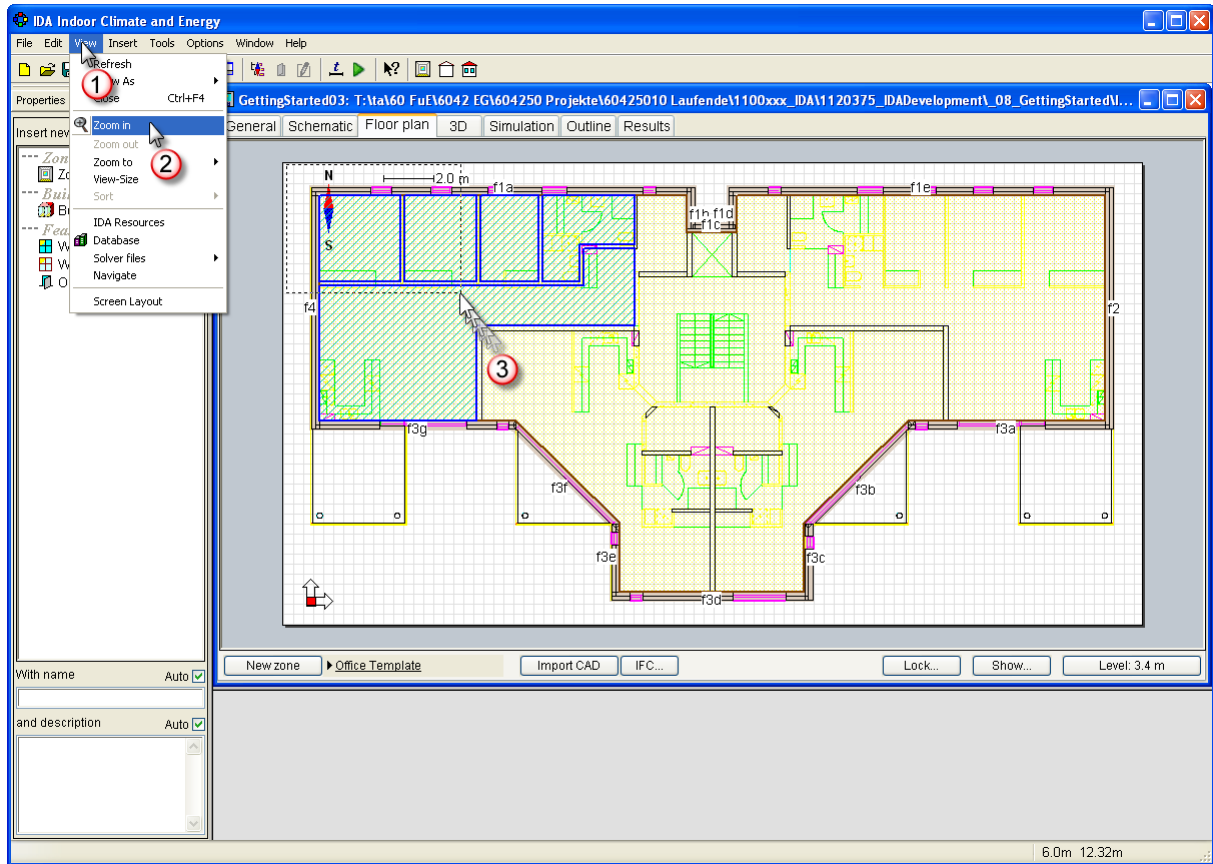 IDA Indoor Climate and Energy
File Edit View Insert Tools Options Window Help
Refresh
As
Close Ctrl+F4
Zoom in
Zoom out
Zoom to
View-Size
Sort
IDA Resources
Database
Solver files
Navigate
Screen Layout
1
2
3
Properties
Insert new
GettingStarted03: T:\ta\60 FuE\6042 EG\604250 Projekte\60425010 Laufende\1100xxx_IDA\1120375_IDADevelopment\_08_GettingStarted\I...
General Schematic Floor plan 3D Simulation Outline Results
N
S
2.0 m
f1a
f1b f1d
f1c
f1e
f4
f2
f3g
f3a
f3f
f3b
f3e
f3c
f3d
New zone Office Template Import CAD IFC... Lock... Show... Level: 3.4 m
With name Auto
and description Auto
6.0m 12.32m